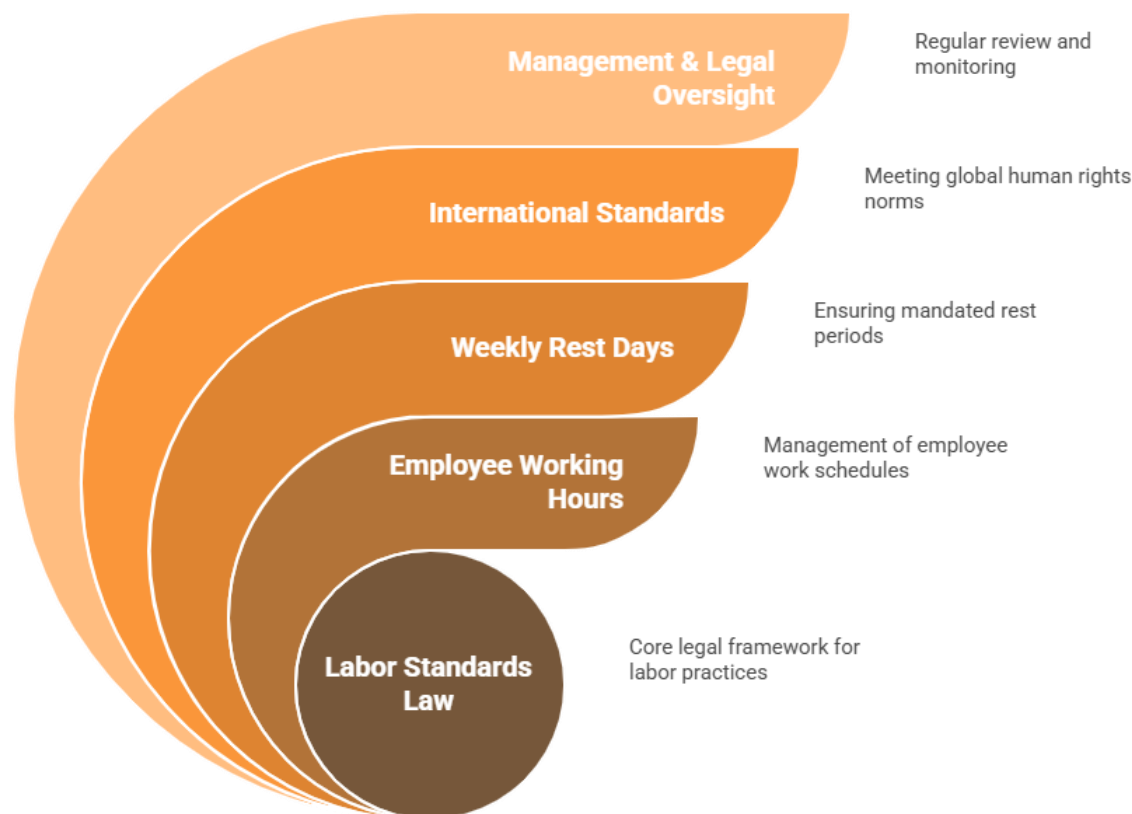 Management & Legal
Oversight
Regular review and
monitoring
International Standards
Meeting global human rights
norms
Weekly Rest Days
Ensuring mandated rest
periods
Employee Working
Hours
Management of employee
work schedules
Labor Standards
Law
Core legal framework for
labor practices